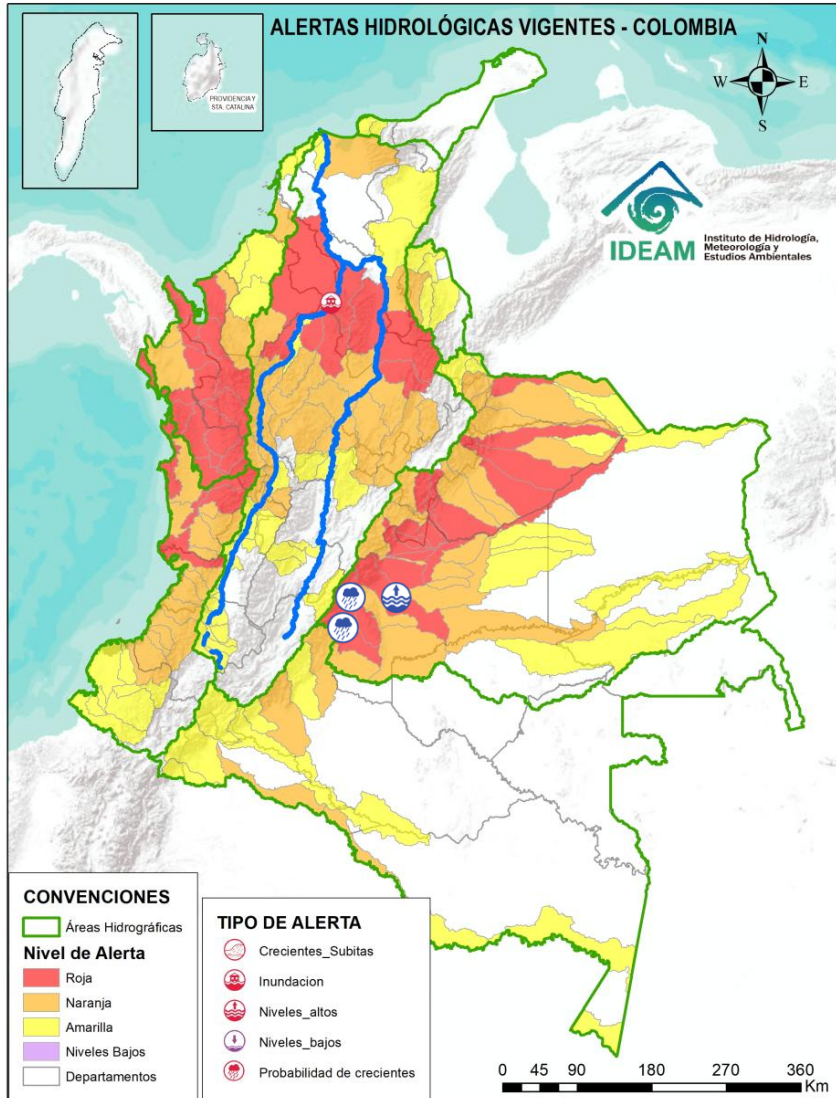 ALERTAS HIDROLÓGICAS VIGENTES - COLOMBIA
PROVIDENCIA Y
STA. CATALINA
N
W
E
S
IDEAM
Instituto de Hidrología,
Meteorología y
Estudios Ambientales
CONVENCIONES
Áreas Hidrográficas
Nivel de Alerta
Roja
Naranja
Amarilla
Niveles Bajos
Departamentos
TIPO DE ALERTA
Crecientes_Subitas
Inundacion
Niveles_altos
Niveles_bajos
Probabilidad de crecientes
0 45 90 180 270 360
Km